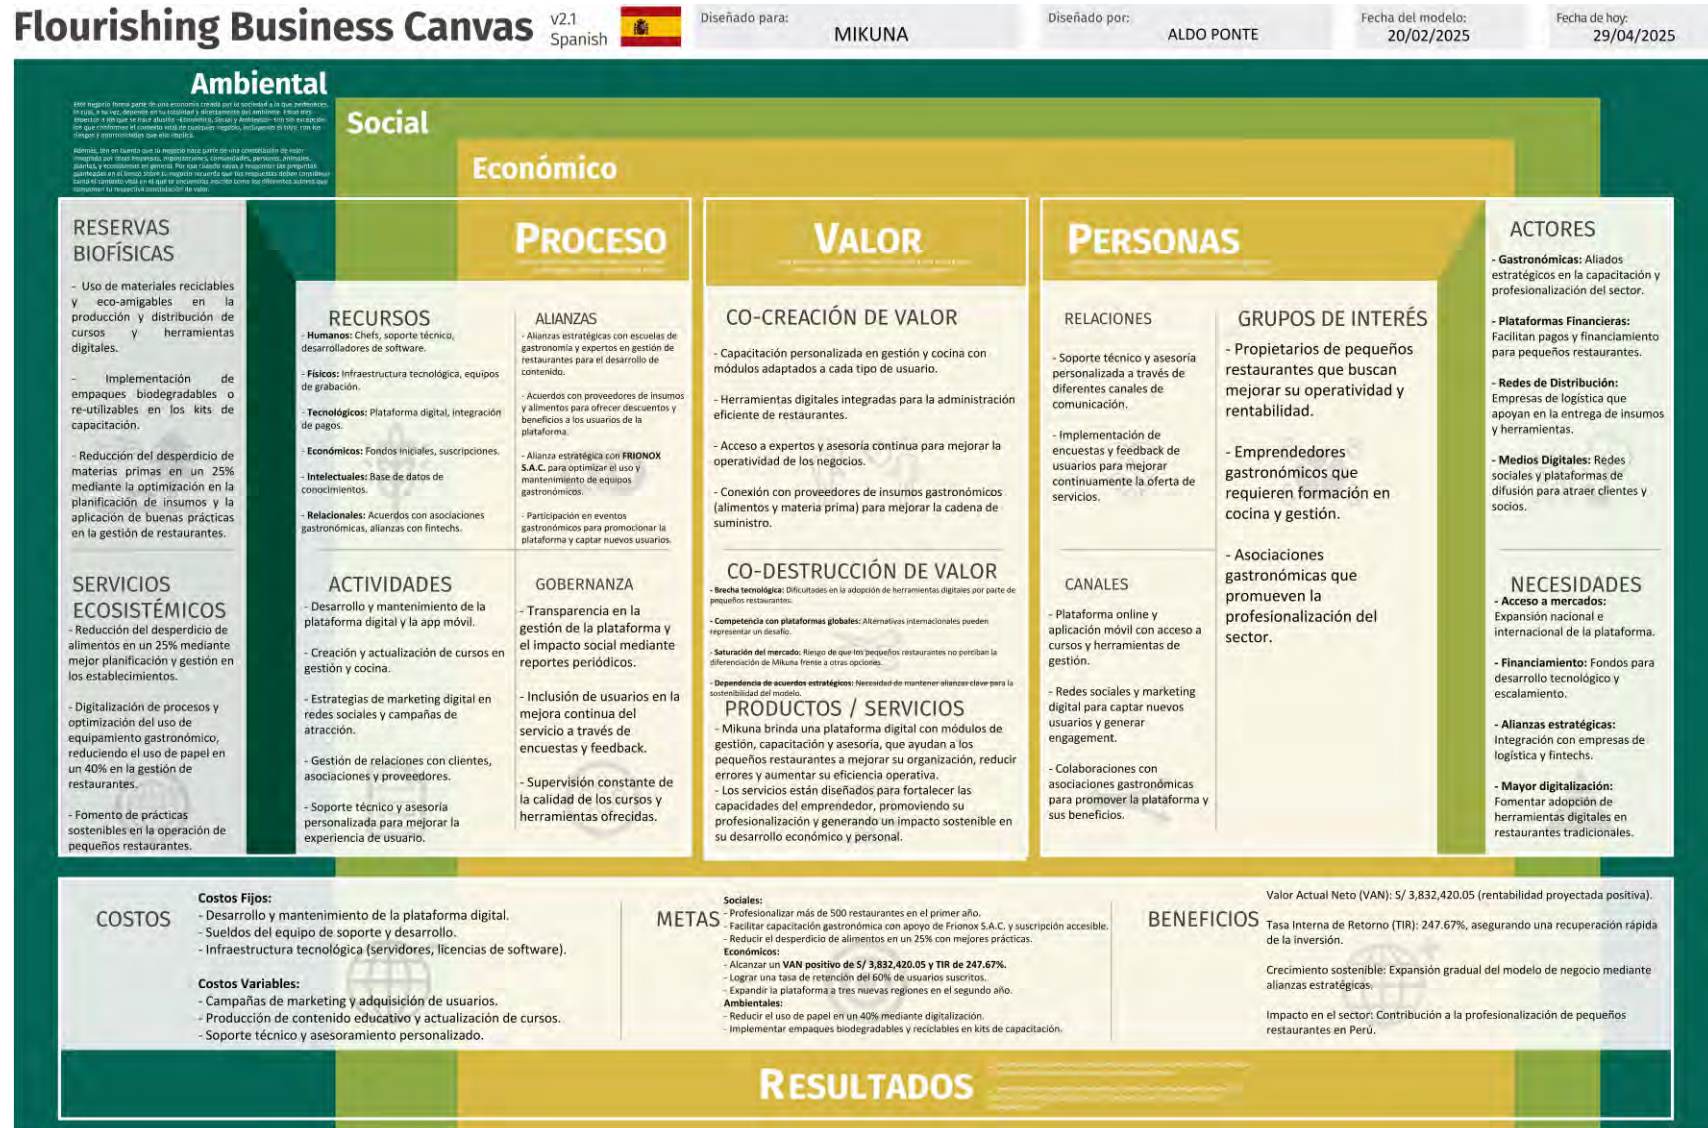 Flourishing Business Canvas
v2.1
Spanish
Diseñado para:
MIKUNA
Diseñado por:
ALDO PONTE
Fecha del modelo:
20/02/2025
Fecha de hoy:
29/04/2025
Ambiental
Social
Económico
RESERVAS
BIOFÍSICAS
- Uso de materiales reciclables
y eco-amigables en la
producción y distribución de
cursos y herramientas
digitales.
- Implementación de
empaques biodegradables o
re-utilizables en los kits de
capacitación.
- Reducción del desperdicio de
materias primas en un 25%
mediante la optimización en la
planificación de insumos y la
aplicación de buenas prácticas
en la gestión de restaurantes.
SERVICIOS
ECOSISTÉMICOS
- Reducción del desperdicio de
alimentos en un 25% mediante
mejor planificación y gestión en
los establecimientos.
- Digitalización de procesos y
optimización del uso de
equipamiento gastronómico,
reduciendo el uso de papel en
un 40% en la gestión de
restaurantes.
- Fomento de prácticas
sostenibles en la operación de
pequeños restaurantes.
PROCESO
RECURSOS
- Humanos: Chefs, soporte técnico,
desarrolladores de software.
- Físicos: Infraestructura tecnológica, equipos
de grabación.
- Tecnológicos: Plataforma digital, integración
de pagos.
- Económicos: Fondos iniciales, suscripciones.
- Intelectuales: Base de datos de
conocimientos.
- Relacionales: Acuerdos con asociaciones
gastronómicas, alianzas con fintechs.
ALIANZAS
- Alianzas estratégicas con escuelas de
gastronomía y expertos en gestión de
restaurantes para el desarrollo de
contenido.
- Acuerdos con proveedores de insumos
y alimentos para ofrecer descuentos y
beneficios a los usuarios de la
plataforma.
- Alianza estratégica con FRIONOX
S.A.C. para optimizar el uso y
mantenimiento de equipos
gastronómicos.
- Participación en eventos
gastronómicos para promocionar la
plataforma y captar nuevos usuarios.
ACTIVIDADES
- Desarrollo y mantenimiento de la
plataforma digital y la app móvil.
- Creación y actualización de cursos en
gestión y cocina.
- Estrategias de marketing digital en
redes sociales y campañas de
atracción.
- Gestión de relaciones con clientes,
asociaciones y proveedores.
- Soporte técnico y asesoría
personalizada para mejorar la
experiencia de usuario.
GOBERNANZA
- Transparencia en la
gestión de la plataforma y
el impacto social mediante
reportes periódicos.
- Inclusión de usuarios en la
mejora continua del
servicio a través de
encuestas y feedback.
- Supervisión constante de
la calidad de los cursos y
herramientas ofrecidas.
VALOR
CO-CREACIÓN DE VALOR
- Capacitación personalizada en gestión y cocina con
módulos adaptados a cada tipo de usuario.
- Herramientas digitales integradas para la administración
eficiente de restaurantes.
- Acceso a expertos y asesoría continua para mejorar la
operatividad de los negocios.
- Conexión con proveedores de insumos gastronómicos
(alimentos y materia prima) para mejorar la cadena de
suministro.
CO-DESTRUCCIÓN DE VALOR
- Brecha tecnológica: Dificultades en la adopción de herramientas digitales por parte de
pequeños restaurantes.
- Competencia con plataformas globales: Alternativas internacionales pueden
representar un desafío.
- Saturación del mercado: Riesgo de que los pequeños restaurantes no perciban la
diferenciación de Mikuna frente a otras opciones.
- Dependencia de acuerdos estratégicos: Necesidad de mantener alianzas clave para la
sostenibilidad del modelo.
PRODUCTOS / SERVICIOS
- Mikuna brinda una plataforma digital con módulos de
gestión, capacitación y asesoría, que ayudan a los
pequeños restaurantes a mejorar su organización, reducir
errores y aumentar su eficiencia operativa.
- Los servicios están diseñados para fortalecer las
capacidades del emprendedor, promoviendo su
profesionalización y generando un impacto sostenible en
su desarrollo económico y personal.
PERSONAS
RELACIONES
- Soporte técnico y asesoría
personalizada a través de
diferentes canales de
comunicación.
- Implementación de
encuestas y feedback de
usuarios para mejorar
continuamente la oferta de
servicios.
GRUPOS DE INTERÉS
- Propietarios de pequeños
restaurantes que buscan
mejorar su operatividad y
rentabilidad.
- Emprendedores
gastronómicos que
requieren formación en
cocina y gestión.
- Asociaciones
gastronómicas que
promueven la
profesionalización del
sector.
CANALES
- Plataforma online y
aplicación móvil con acceso a
cursos y herramientas de
gestión.
- Redes sociales y marketing
digital para captar nuevos
usuarios y generar
engagement.
- Colaboraciones con
asociaciones gastronómicas
para promover la plataforma y
sus beneficios.
ACTORES
- Gastronómicas: Aliados
estratégicos en la capacitación y
profesionalización del sector.
- Plataformas Financieras:
Facilitan pagos y financiamiento
para pequeños restaurantes.
- Redes de Distribución:
Empresas de logística que
apoyan en la entrega de insumos
y herramientas.
- Medios Digitales: Redes
sociales y plataformas de
difusión para atraer clientes y
socios.
NECESIDADES
- Acceso a mercados:
Expansión nacional e
internacional de la plataforma.
- Financiamiento: Fondos para
desarrollo tecnológico y
escalamiento.
- Alianzas estratégicas:
Integración con empresas de
logística y fintechs.
- Mayor digitalización:
Fomentar adopción de
herramientas digitales en
restaurantes tradicionales.
COSTOS
Costos Fijos:
- Desarrollo y mantenimiento de la plataforma digital.
- Sueldos del equipo de soporte y desarrollo.
- Infraestructura tecnológica (servidores, licencias de software).
Costos Variables:
- Campañas de marketing y adquisición de usuarios.
- Producción de contenido educativo y actualización de cursos.
- Soporte técnico y asesoramiento personalizado.
METAS
Sociales:
- Profesionalizar más de 500 restaurantes en el primer año.
- Facilitar capacitación gastronómica con apoyo de Frionox S.A.C. y suscripción accesible.
- Reducir el desperdicio de alimentos en un 25% con mejores prácticas.
Económicos:
- Alcanzar un VAN positivo de S/ 3,832,420.05 y TIR de 247.67%.
- Lograr una tasa de retención del 60% de usuarios suscritos.
- Expandir la plataforma a tres nuevas regiones en el segundo año.
Ambientales:
- Reducir el uso de papel en un 40% mediante digitalización.
- Implementar empaques biodegradables y reciclables en kits de capacitación.
BENEFICIOS
Valor Actual Neto (VAN): S/ 3,832,420.05 (rentabilidad proyectada positiva).
Tasa Interna de Retorno (TIR): 247.67%, asegurando una recuperación rápida
de la inversión.
Crecimiento sostenible: Expansión gradual del modelo de negocio mediante
alianzas estratégicas.
Impacto en el sector: Contribución a la profesionalización de pequeños
restaurantes en Perú.
RESULTADOS